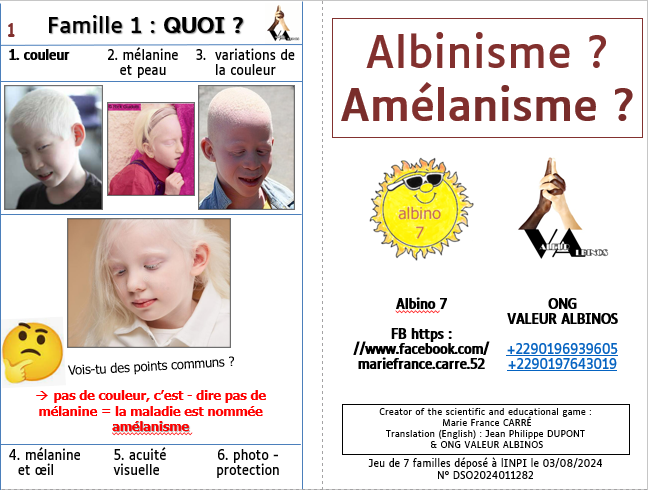 1
Famille 1 : QUOI ?
VALEUR ALBINOS
1. couleur
2. mélanine et peau
3. variations de la couleur
Vois-tu des points communs ?
→ pas de couleur, c'est - dire pas de
mélanine = la maladie est nommée
amélanisme
4. mélanine et œil
5. acuité visuelle
6. photo - protection
Albinisme ?
Amélanisme ?
albino
7
VALEUR ALBINOS
Albino 7
FB https :
//www.facebook.com/
mariefrance.carre.52
ONG
VALEUR ALBINOS
+2290196939605
+2290197643019
Creator of the scientific and educational game :
Marie France CARRÉ
Translation (English) : Jean Philippe DUPONT
& ONG VALEUR ALBINOS
Jeu de 7 familles déposé à lINPI le 03/08/2024
N° DSO2024011282